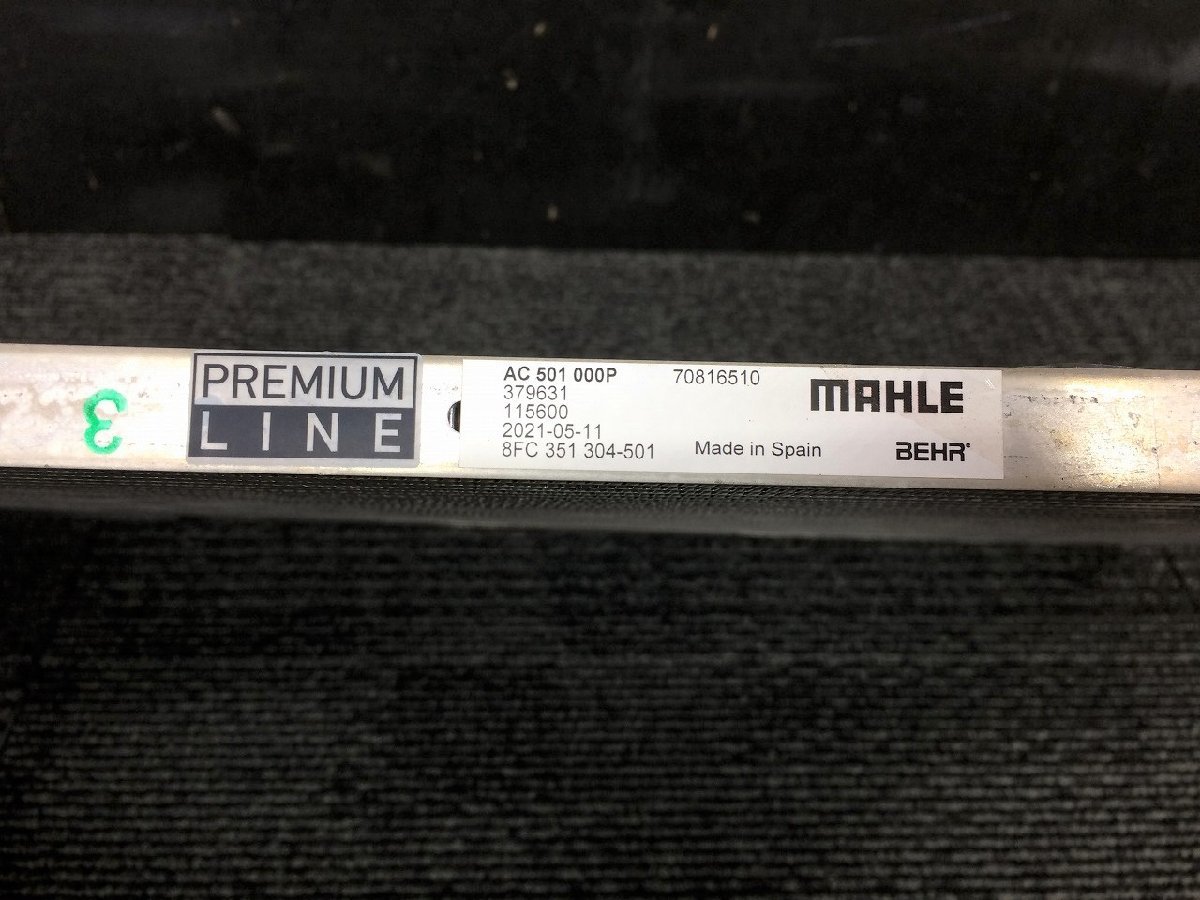 3
PREMIUM
LINE
AC 501 000P 70816510
379631
115600
2021-05-11
8FC 351 304-501 Made in Spain
MAHLE
BEHR®